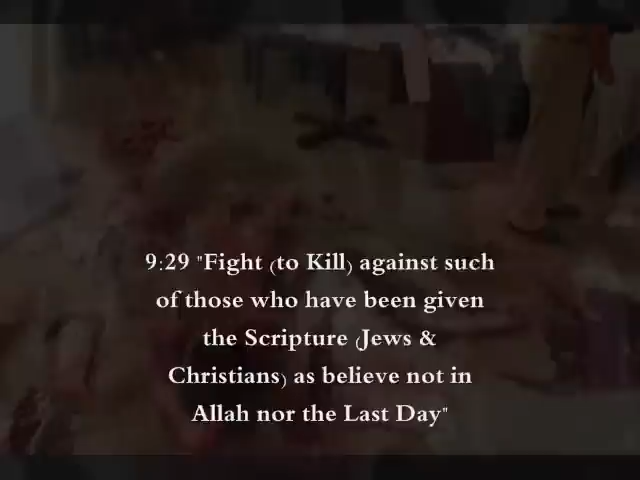 9:29 "Fight (to Kill) against such
of those who have been given
the Scripture (Jews &
Christians) as believe not in
Allah nor the Last Day"